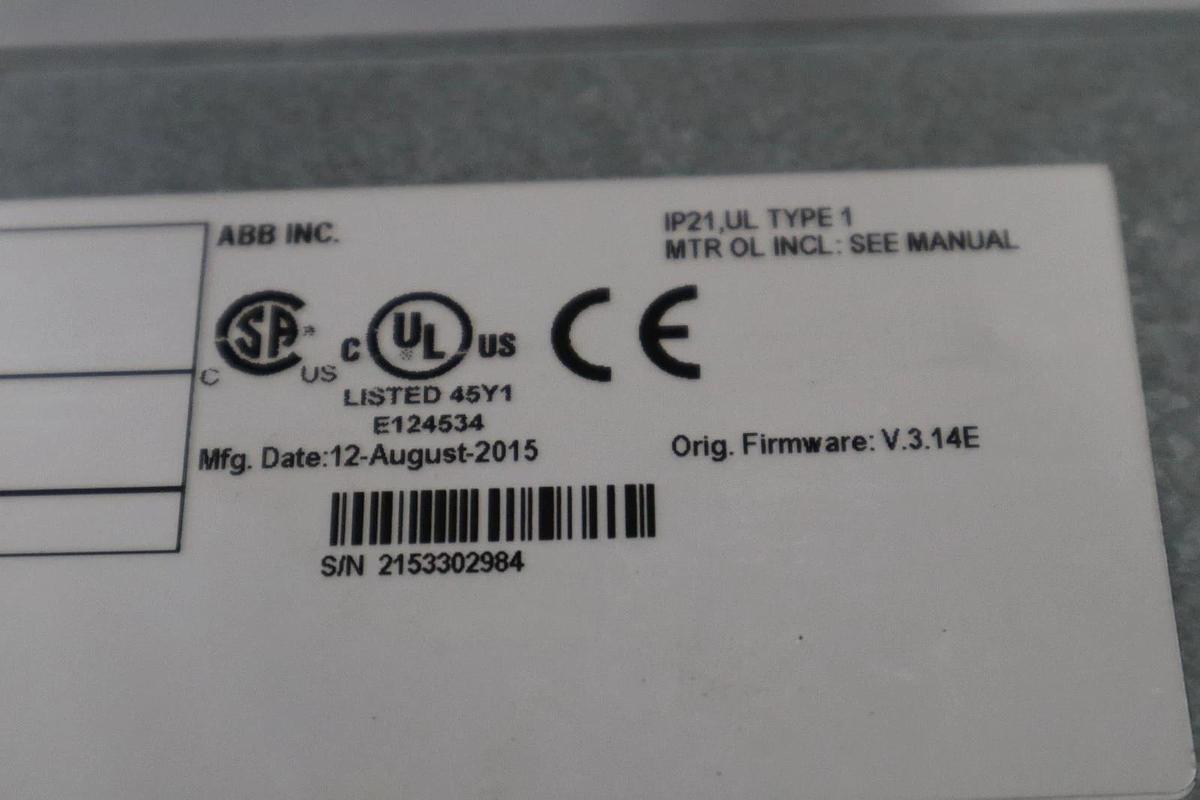 ABB INC.
IP21,UL TYPE 1
MTR OL INCL: SEE MANUAL
C SA US
C UL US
CE
LISTED 45Y1
E124534
Mfg. Date:12-August-2015
Orig. Firmware: V.3.14E
S/N 2153302984